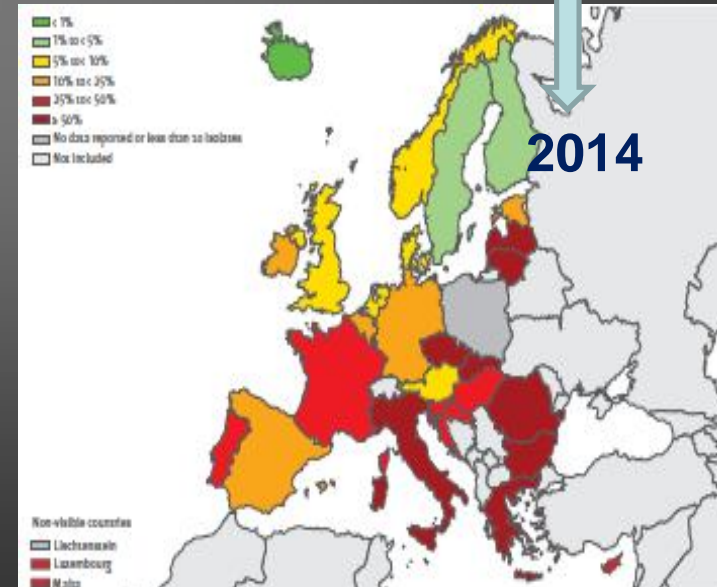 < 1%
1% to < 5%
5% to < 10%
10% to < 25%
25% to < 50%
≥ 50%
No data reported or less than 10 isolates
Not included
2014
Non-visible countries
Liechtenstein
Luxembourg
Malta